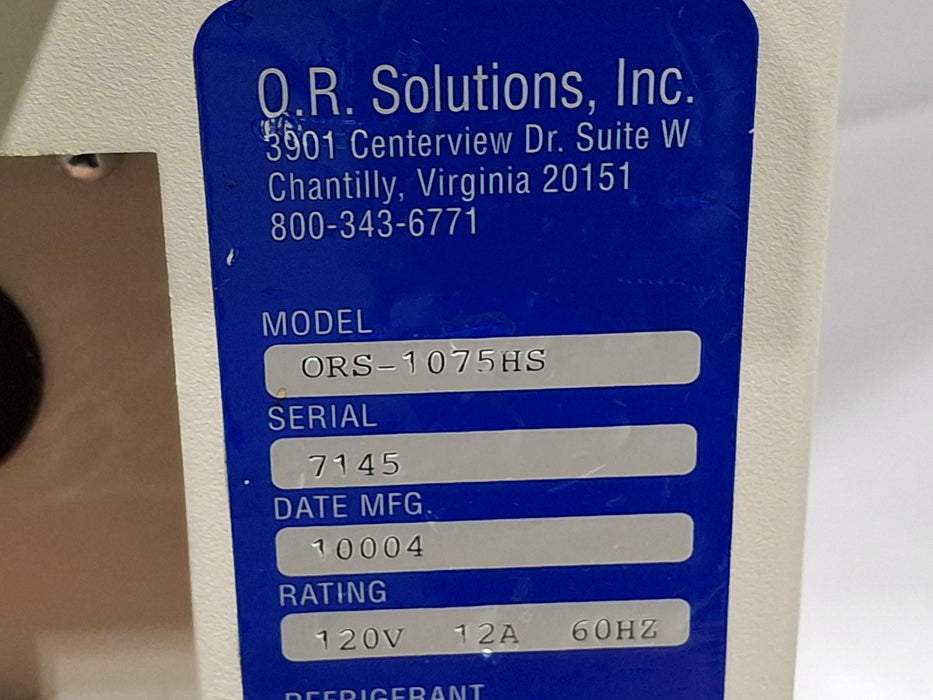 O.R. Solutions, Inc.
3901 Centerview Dr. Suite W
Chantilly, Virginia 20151
800-343-6771
MODEL
ORS-1075HS
SERIAL
7145
DATE MFG.
10004
RATING
120V 12A 60HZ
REFRIGERANT